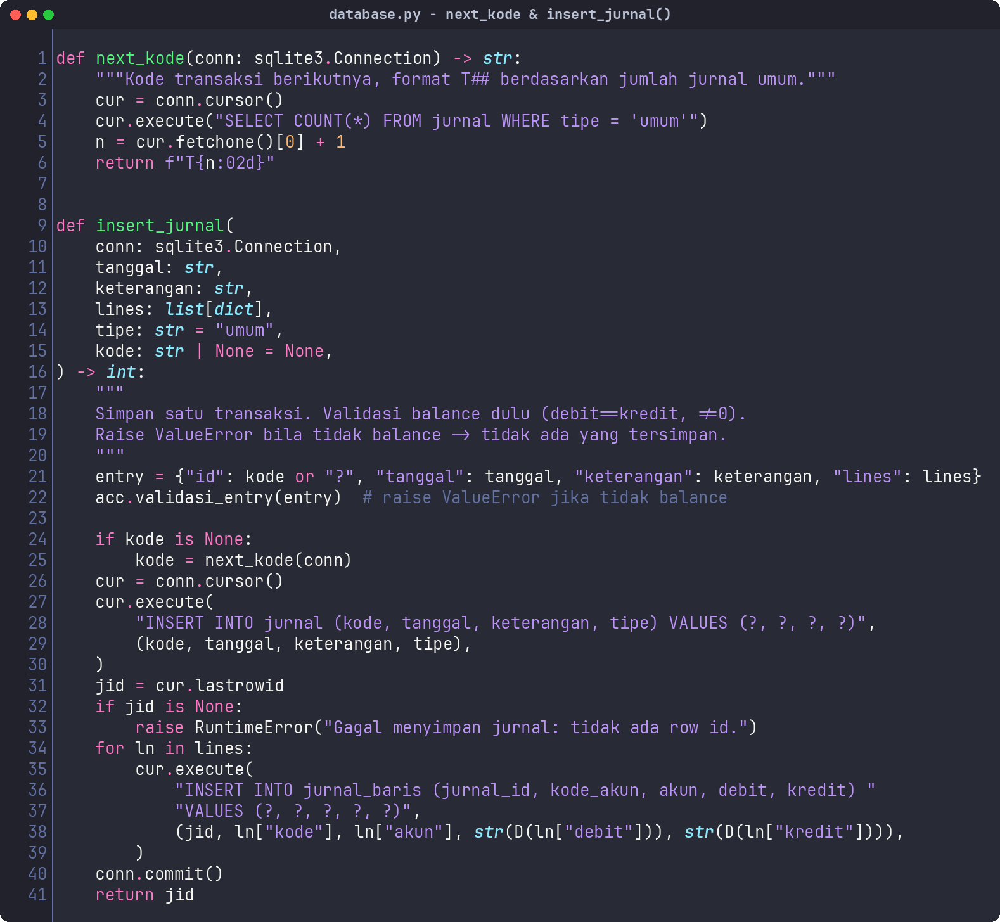 database.py - next_kode & insert_jurnal()
1 def next_kode(conn: sqlite3.Connection) -> str:
2     """Kode transaksi berikutnya, format T## berdasarkan jumlah jurnal umum."""
3     cur = conn.cursor()
4     cur.execute("SELECT COUNT(*) FROM jurnal WHERE tipe = 'umum'")
5     n = cur.fetchone()[0] + 1
6     return f"T{n:02d}"
7
8
9 def insert_jurnal(
10     conn: sqlite3.Connection,
11     tanggal: str,
12     keterangan: str,
13     lines: list[dict],
14     tipe: str = "umum",
15     kode: str | None = None,
16 ) -> int:
17     """
18     Simpan satu transaksi. Validasi balance dulu (debit==kredit, !=0).
19     Raise ValueError bila tidak balance -> tidak ada yang tersimpan.
20     """
21     entry = {"id": kode or "?", "tanggal": tanggal, "keterangan": keterangan, "lines": lines}
22     acc.validasi_entry(entry)  # raise ValueError jika tidak balance
23
24     if kode is None:
25         kode = next_kode(conn)
26     cur = conn.cursor()
27     cur.execute(
28         "INSERT INTO jurnal (kode, tanggal, keterangan, tipe) VALUES (?, ?, ?, ?)",
29         (kode, tanggal, keterangan, tipe),
30     )
31     jid = cur.lastrowid
32     if jid is None:
33         raise RuntimeError("Gagal menyimpan jurnal: tidak ada row id.")
34     for ln in lines:
35         cur.execute(
36             "INSERT INTO jurnal_baris (jurnal_id, kode_akun, akun, debit, kredit) "
37             "VALUES (?, ?, ?, ?, ?)",
38             (jid, ln["kode"], ln["akun"], str(D(ln["debit"])), str(D(ln["kredit"]))),
39         )
40     conn.commit()
41     return jid